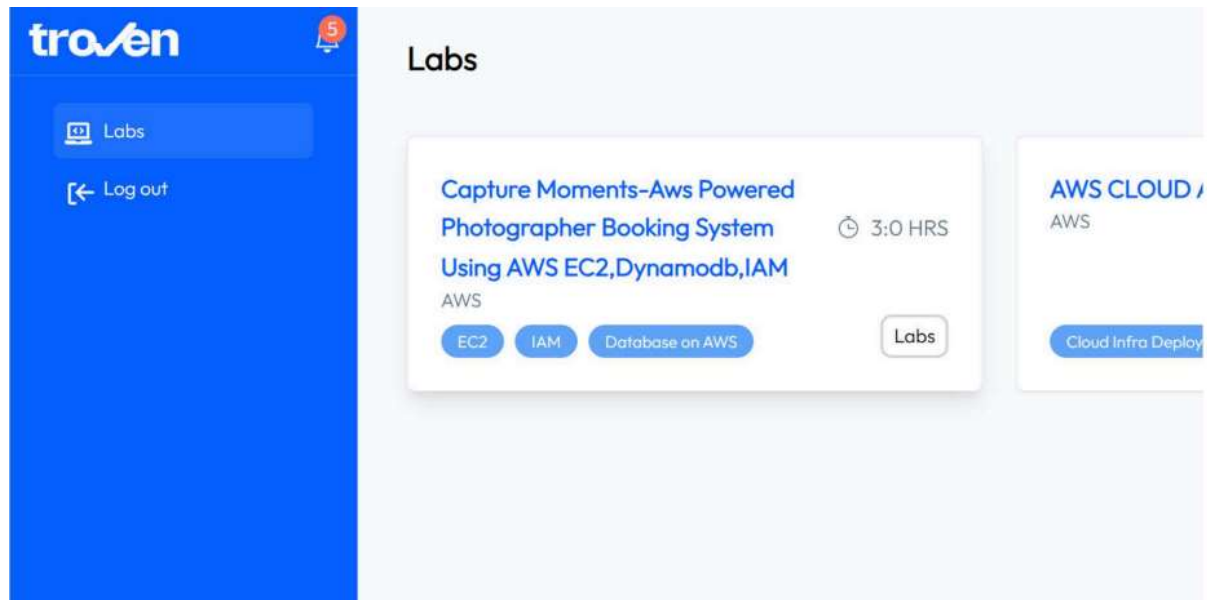 troven
5
Labs
Log out
Labs
Capture Moments-Aws Powered
Photographer Booking System
Using AWS EC2,Dynamodb,IAM
3:0 HRS
AWS
EC2
IAM
Database on AWS
Labs
AWS CLOUD
AWS
Cloud Infra Deploy